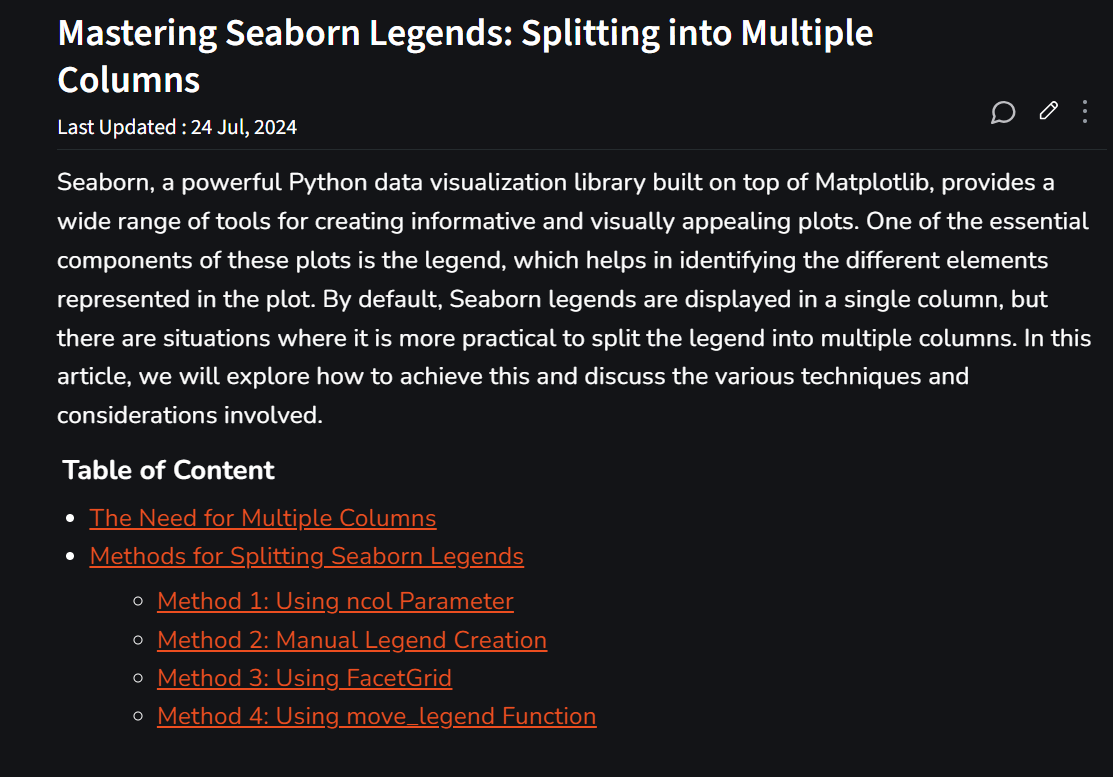 Mastering Seaborn Legends: Splitting into Multiple
Columns
Last Updated : 24 Jul, 2024
Seaborn, a powerful Python data visualization library built on top of Matplotlib, provides a
wide range of tools for creating informative and visually appealing plots. One of the essential
components of these plots is the legend, which helps in identifying the different elements
represented in the plot. By default, Seaborn legends are displayed in a single column, but
there are situations where it is more practical to split the legend into multiple columns. In this
article, we will explore how to achieve this and discuss the various techniques and
considerations involved.
Table of Content
The Need for Multiple Columns
Methods for Splitting Seaborn Legends
Method 1: Using ncol Parameter
Method 2: Manual Legend Creation
Method 3: Using FacetGrid
Method 4: Using move_legend Function